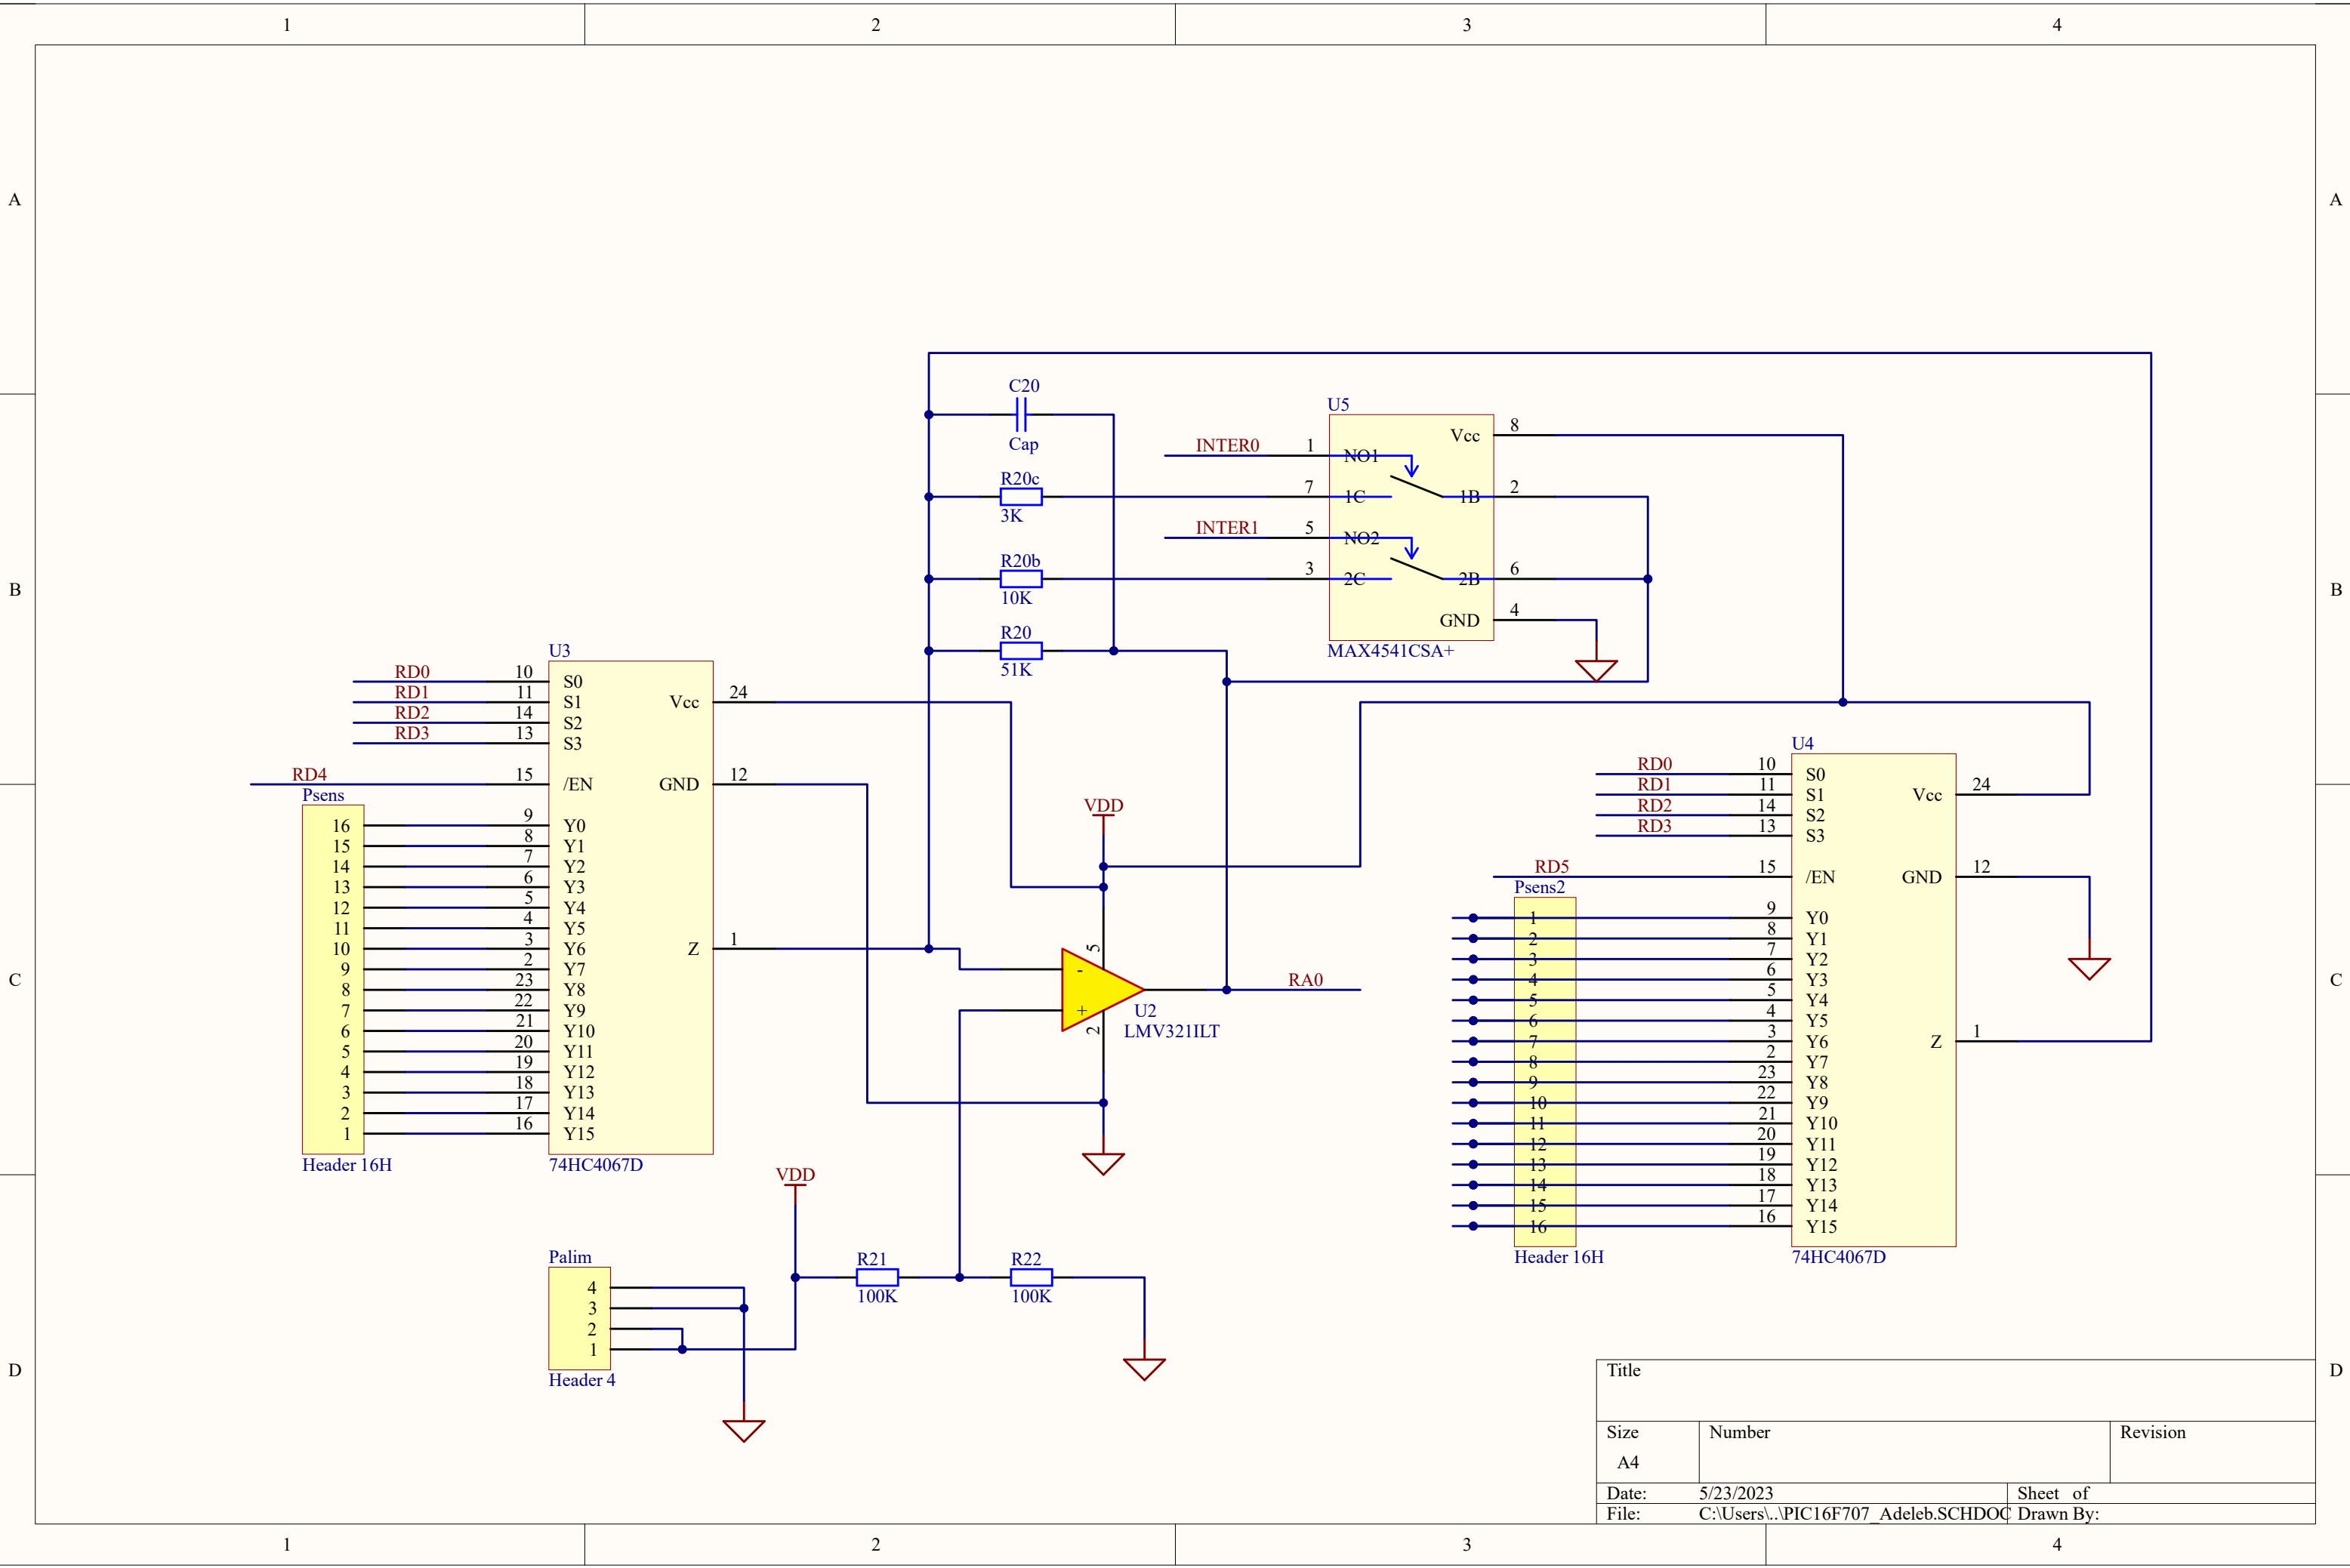 1 2 3 4
A A
B B
C C
D D
C20
Cap
R20c
3K
R20b
10K
R20
51K
U5
INTER0 1 NO1
7 1C
INTER1 5 NO2
3 2C
Vcc 8
1B 2
2B 6
GND 4
MAX4541CSA+
U3
RD0 10 S0
RD1 11 S1
RD2 14 S2
RD3 13 S3
RD4 15 /EN
Vcc 24
GND 12
Z 1
Psens
16 9 Y0
15 8 Y1
14 7 Y2
13 6 Y3
12 5 Y4
11 4 Y5
10 3 Y6
9 2 Y7
8 23 Y8
7 22 Y9
6 21 Y10
5 20 Y11
4 19 Y12
3 18 Y13
2 17 Y14
1 16 Y15
Header 16H
74HC4067D
VDD
5
-
+
2
U2
LMV321ILT
RA0
U4
RD0 10 S0
RD1 11 S1
RD2 14 S2
RD3 13 S3
RD5 15 /EN
Vcc 24
GND 12
Z 1
Psens2
1 9 Y0
2 8 Y1
3 7 Y2
4 6 Y3
5 5 Y4
6 4 Y5
7 3 Y6
8 2 Y7
9 23 Y8
10 22 Y9
11 21 Y10
12 20 Y11
13 19 Y12
14 18 Y13
15 17 Y14
16 16 Y15
Header 16H
74HC4067D
VDD
Palim
4
3
2
1
Header 4
R21
100K
R22
100K
Title
Size Number Revision
A4
Date: 5/23/2023 Sheet of
File: C:\Users\..\PIC16F707_Adeleb.SCHDOC Drawn By:
1 2 3 4